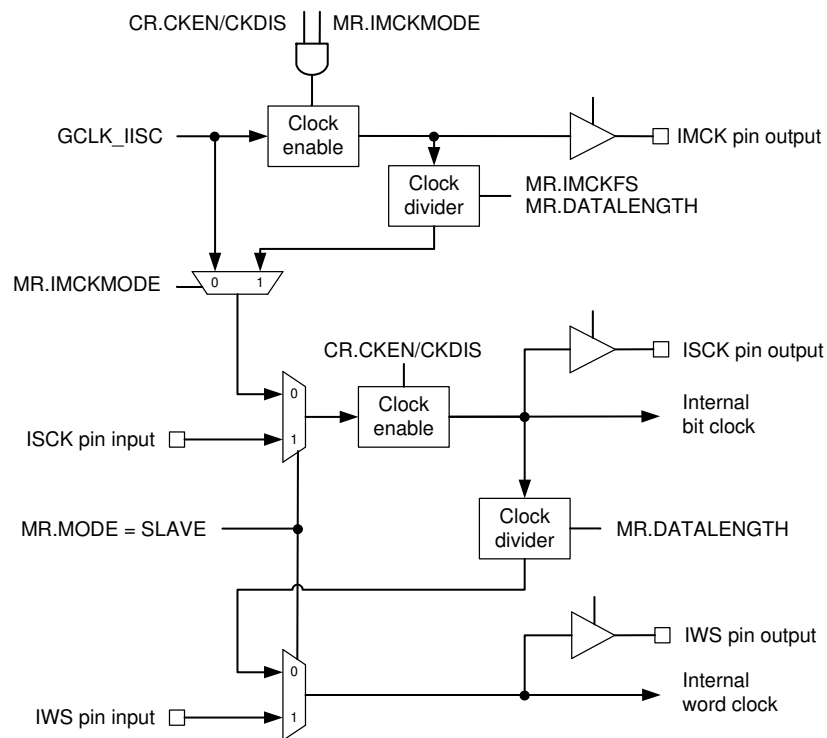 CR.CKEN/CKDIS MR.IMCKMODE
GCLK_IISC
Clock
enable
IMCK pin output
Clock
divider
MR.IMCKFS
MR.DATALENGTH
MR.IMCKMODE
0 1
CR.CKEN/CKDIS
ISCK pin output
0
Clock
enable
Internal
bit clock
ISCK pin input
1
MR.MODE = SLAVE
Clock
divider
MR.DATALENGTH
IWS pin output
0
Internal
word clock
IWS pin input
1